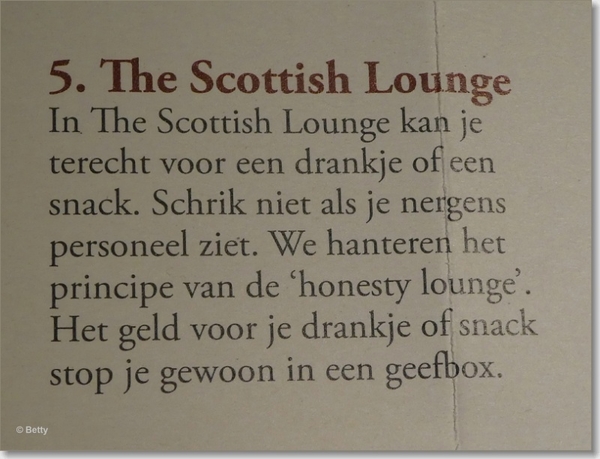 5. The Scottish Lounge
In The Scottish Lounge kan je
terecht voor een drankje of een
snack. Schrik niet als je nergens
personeel ziet. We hanteren het
principe van de ‘honesty lounge’.
Het geld voor je drankje of snack
stop je gewoon in een geefbox.
© Betty